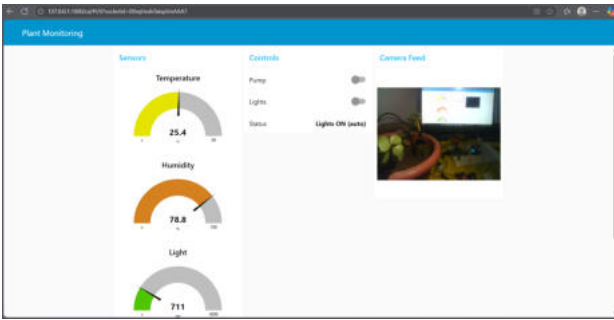 Plant Monitoring
Sensors
Temperature
25.4
Humidity
78.8
Light
711
Controls
Pump
Lights
Status Lights ON (auto)
Camera Feed